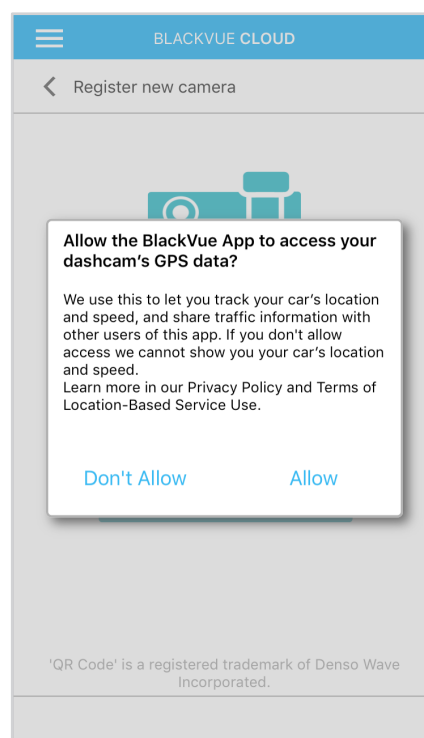 BLACKVUE CLOUD
Register new camera
Allow the BlackVue App to access your
dashcam's GPS data?
We use this to let you track your car's location
and speed, and share traffic information with
other users of this app. If you don't allow
access we cannot show you your car's location
and speed.
Learn more in our Privacy Policy and Terms of
Location-Based Service Use.
Don't Allow Allow
'QR Code' is a registered trademark of Denso Wave
Incorporated.